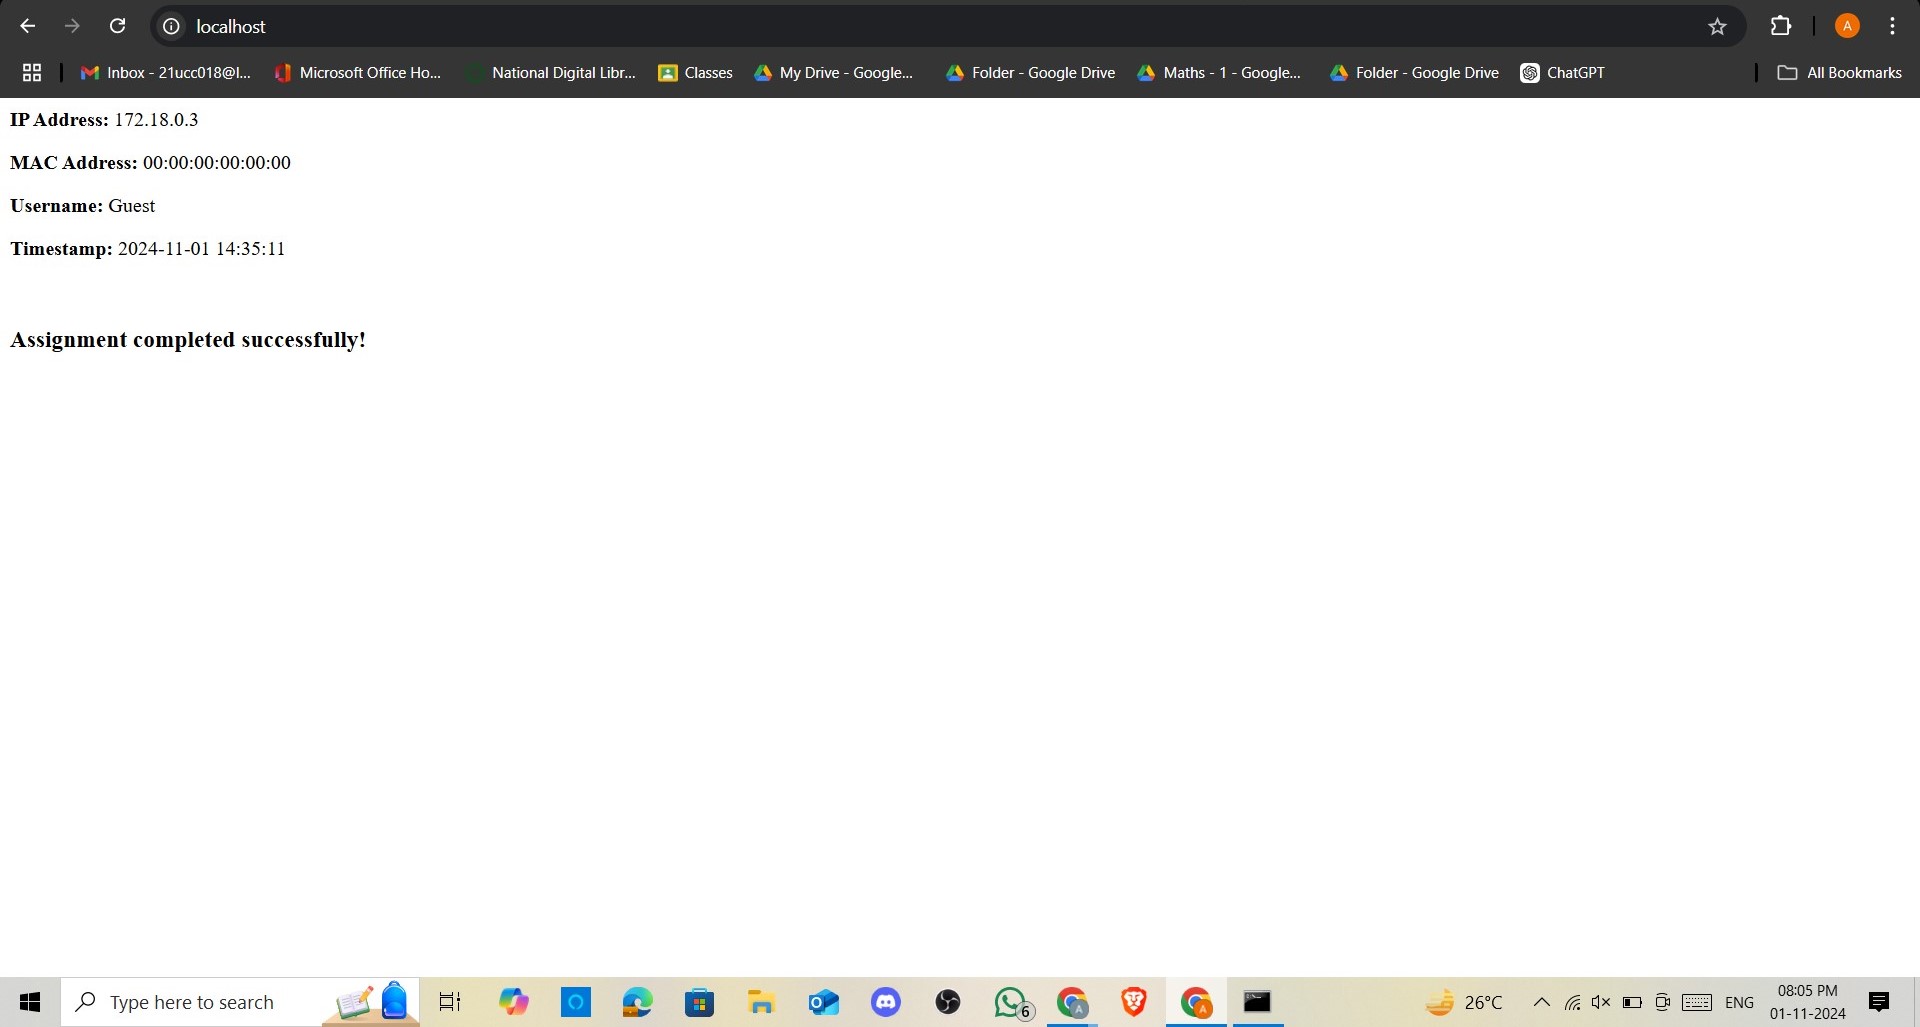 localhost
A
Inbox - 21ucc018@l...
Microsoft Office Ho...
National Digital Libr...
Classes
My Drive - Google...
Folder - Google Drive
Maths - 1 - Google...
Folder - Google Drive
ChatGPT
All Bookmarks
IP Address: 172.18.0.3
MAC Address: 00:00:00:00:00:00
Username: Guest
Timestamp: 2024-11-01 14:35:11
Assignment completed successfully!
Type here to search
6
A
A
26°C
ENG
08:05 PM
01-11-2024